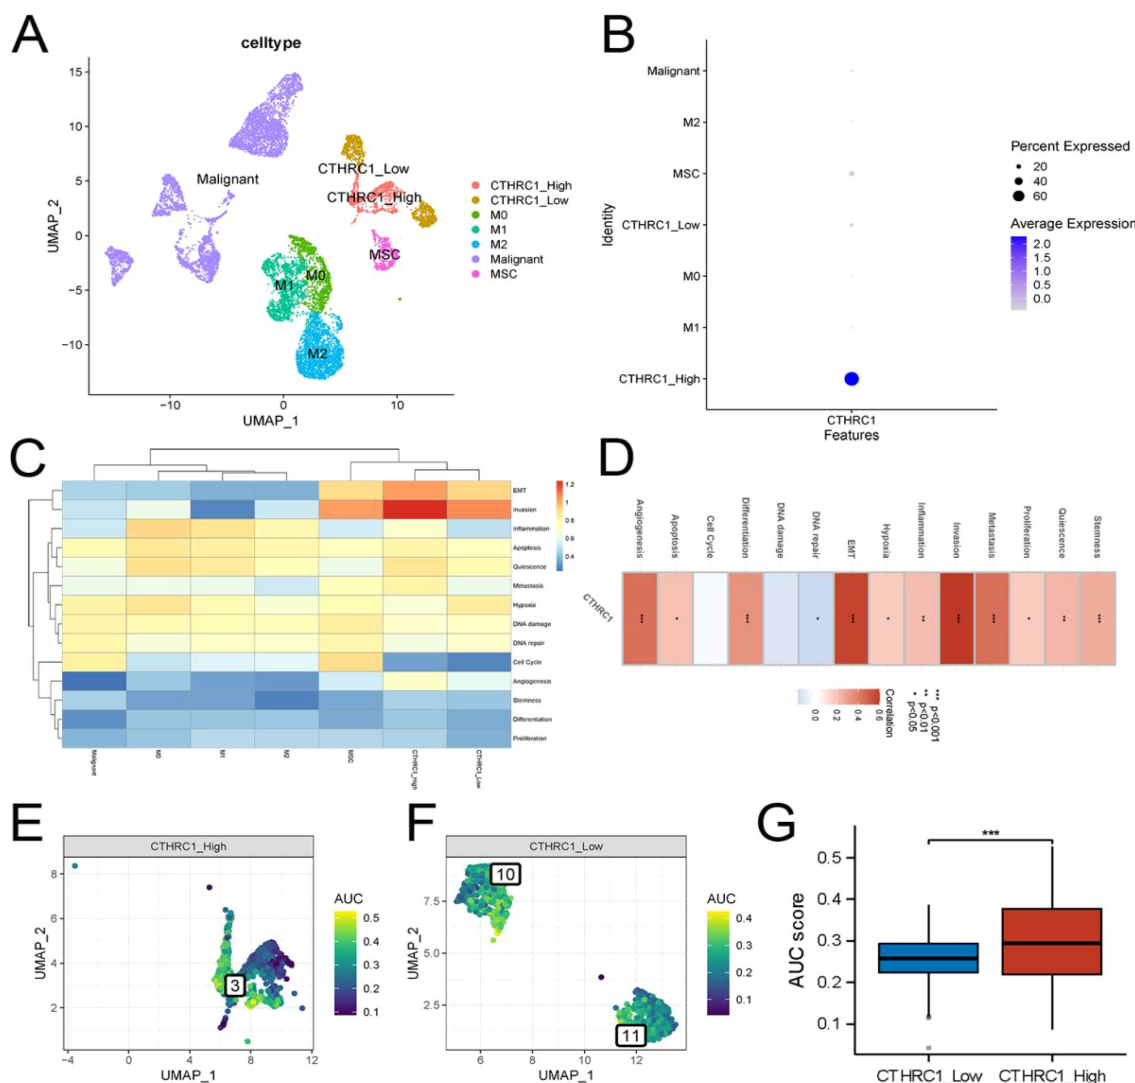 A
celltype
15
10
5
0
−5
−10
UMAP_2
−10
0
10
UMAP_1
Malignant
CTHRC1_Low
CTHRC1_High
MSC
M0
M1
M2
CTHRC1_High
CTHRC1_Low
M0
M1
M2
Malignant
MSC
B
Identity
Malignant
M2
MSC
CTHRC1_Low
M0
M1
CTHRC1_High
CTHRC1
Features
Percent Expressed
20
40
60
Average Expression
2.0
1.5
1.0
0.5
0.0
C
EMT
Invasion
Inflammation
Apoptosis
Quiescence
Metastasis
Hypoxia
DNA damage
DNA repair
Cell Cycle
Angiogenesis
Stemness
Differentiation
Proliferation
Malignant
M0
M1
M2
MSC
CTHRC1_High
CTHRC1_Low
1.2
1
0.8
0.6
0.4
D
Angiogenesis
Apoptosis
Cell Cycle
Differentiation
DNA damage
DNA repair
EMT
Hypoxia
Inflammation
Invasion
Metastasis
Proliferation
Quiescence
Stemness
CTHRC1
***
*
***
*
***
*
**
***
***
*
**
***
0.0
0.2
0.4
0.6
Correlation
* p<0.05
** p<0.01
*** p<0.001
E
CTHRC1_High
8
6
4
2
UMAP_2
3
−4
0
4
8
12
UMAP_1
AUC
0.5
0.4
0.3
0.2
0.1
F
CTHRC1_Low
7.5
5.0
2.5
UMAP_2
10
11
6
8
10
12
UMAP_1
AUC
0.4
0.3
0.2
0.1
G
***
0.5
0.4
0.3
0.2
0.1
AUC score
CTHRC1_Low
CTHRC1_High